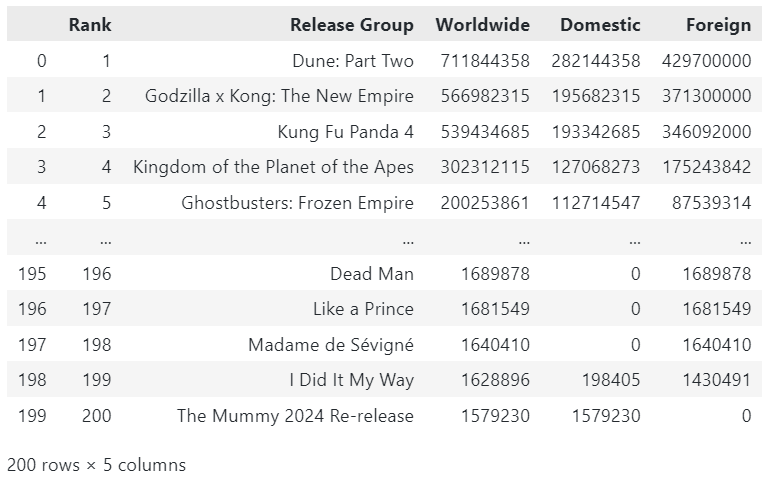 Rank Release Group Worldwide Domestic Foreign
0 1 Dune: Part Two 711844358 282144358 429700000
1 2 Godzilla x Kong: The New Empire 566982315 195682315 371300000
2 3 Kung Fu Panda 4 539434685 193342685 346092000
3 4 Kingdom of the Planet of the Apes 302312115 127068273 175243842
4 5 Ghostbusters: Frozen Empire 200253861 112714547 87539314
... ... ... ... ... ...
195 196 Dead Man 1689878 0 1689878
196 197 Like a Prince 1681549 0 1681549
197 198 Madame de Sévigné 1640410 0 1640410
198 199 I Did It My Way 1628896 198405 1430491
199 200 The Mummy 2024 Re-release 1579230 1579230 0
200 rows × 5 columns